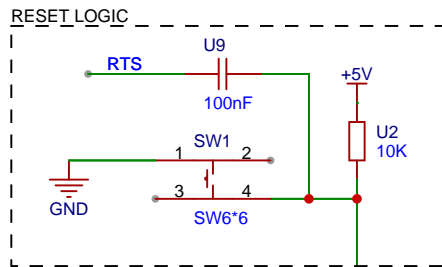 RESET LOGIC
U9
RTS
100nF
+5V
U2
10K
SW1
1 2
3 4
SW6*6
GND